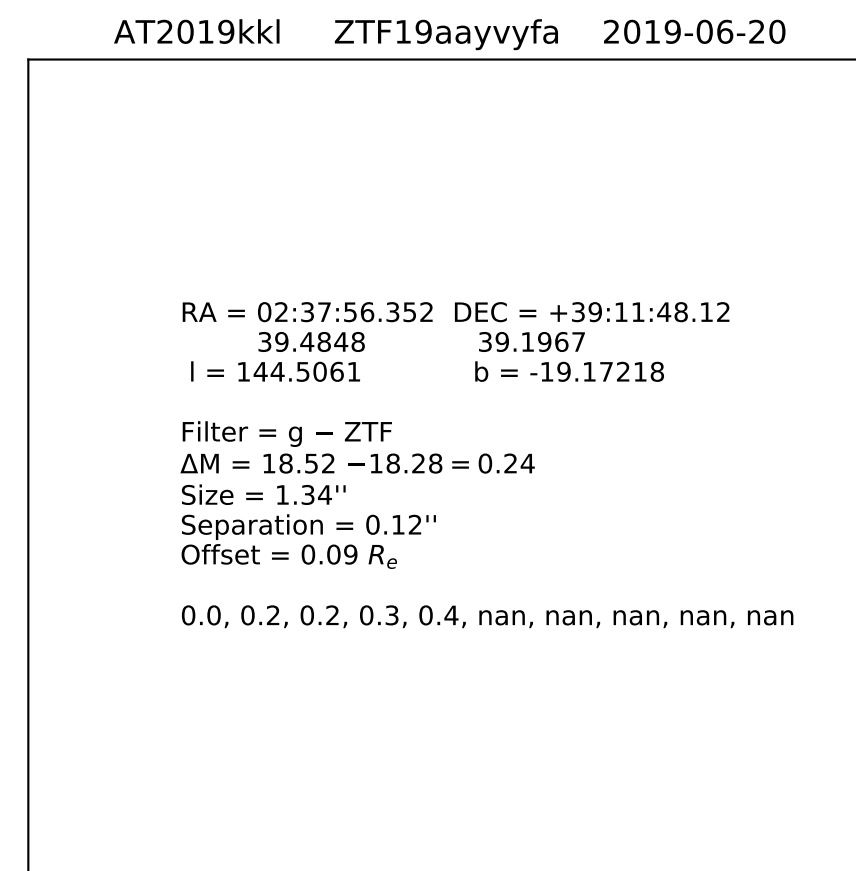 AT2019kkl ZTF19aayvyfa 2019-06-20
RA = 02:37:56.352 DEC = +39:11:48.12
39.4848 39.1967
l = 144.5061 b = -19.17218
Filter = g − ZTF
ΔM = 18.52 −18.28 = 0.24
Size = 1.34''
Separation = 0.12''
Offset = 0.09 Re
0.0, 0.2, 0.2, 0.3, 0.4, nan, nan, nan, nan, nan